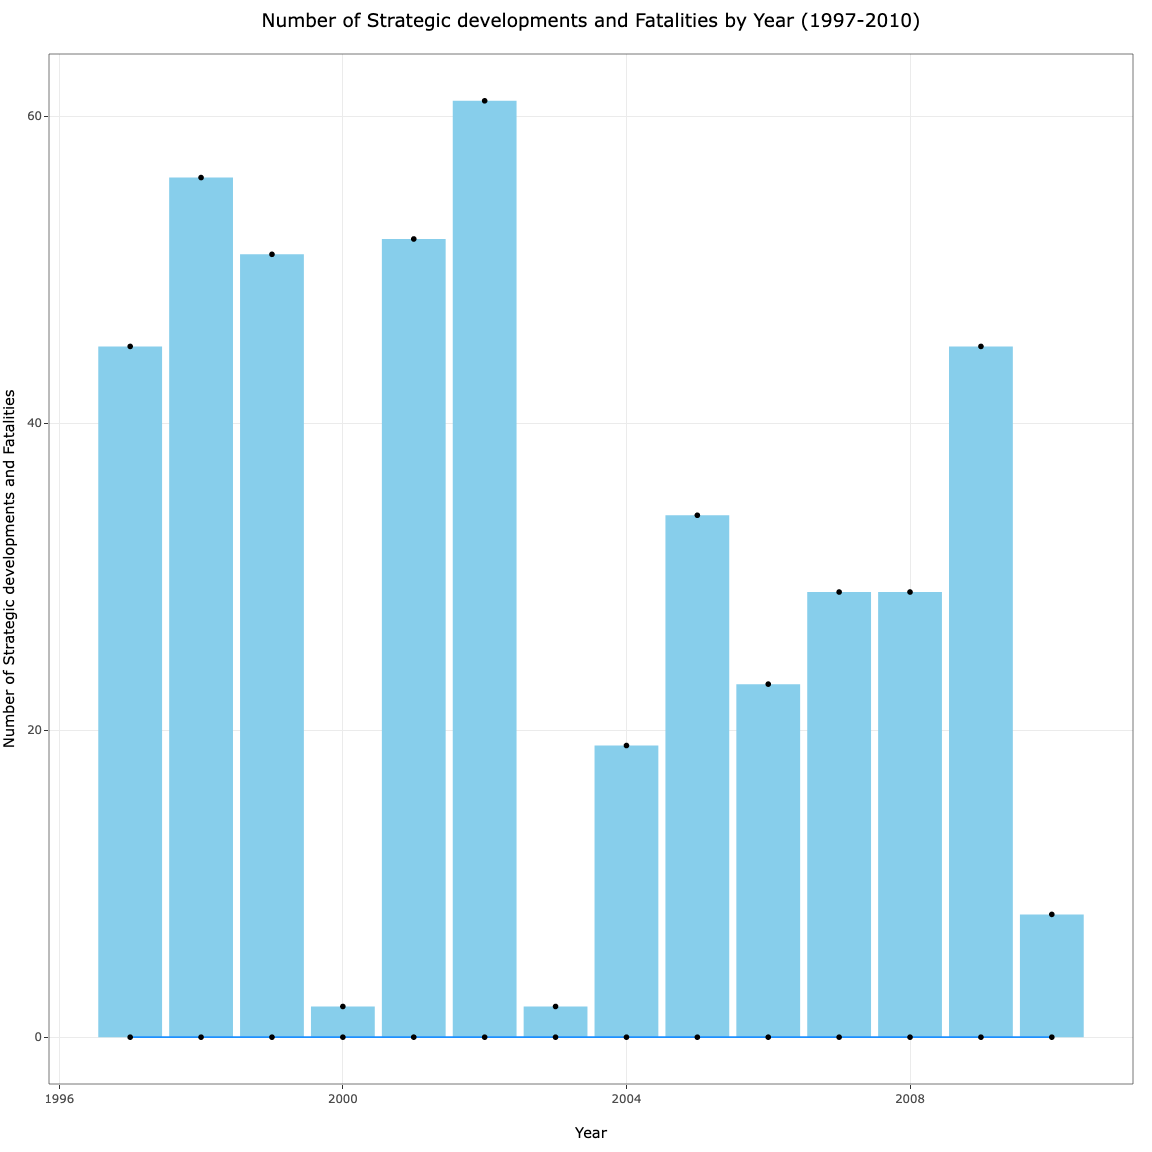 Number of Strategic developments and Fatalities by Year (1997-2010)
Number of Strategic developments and Fatalities
60
40
20
0
1996
2000
2004
2008
Year